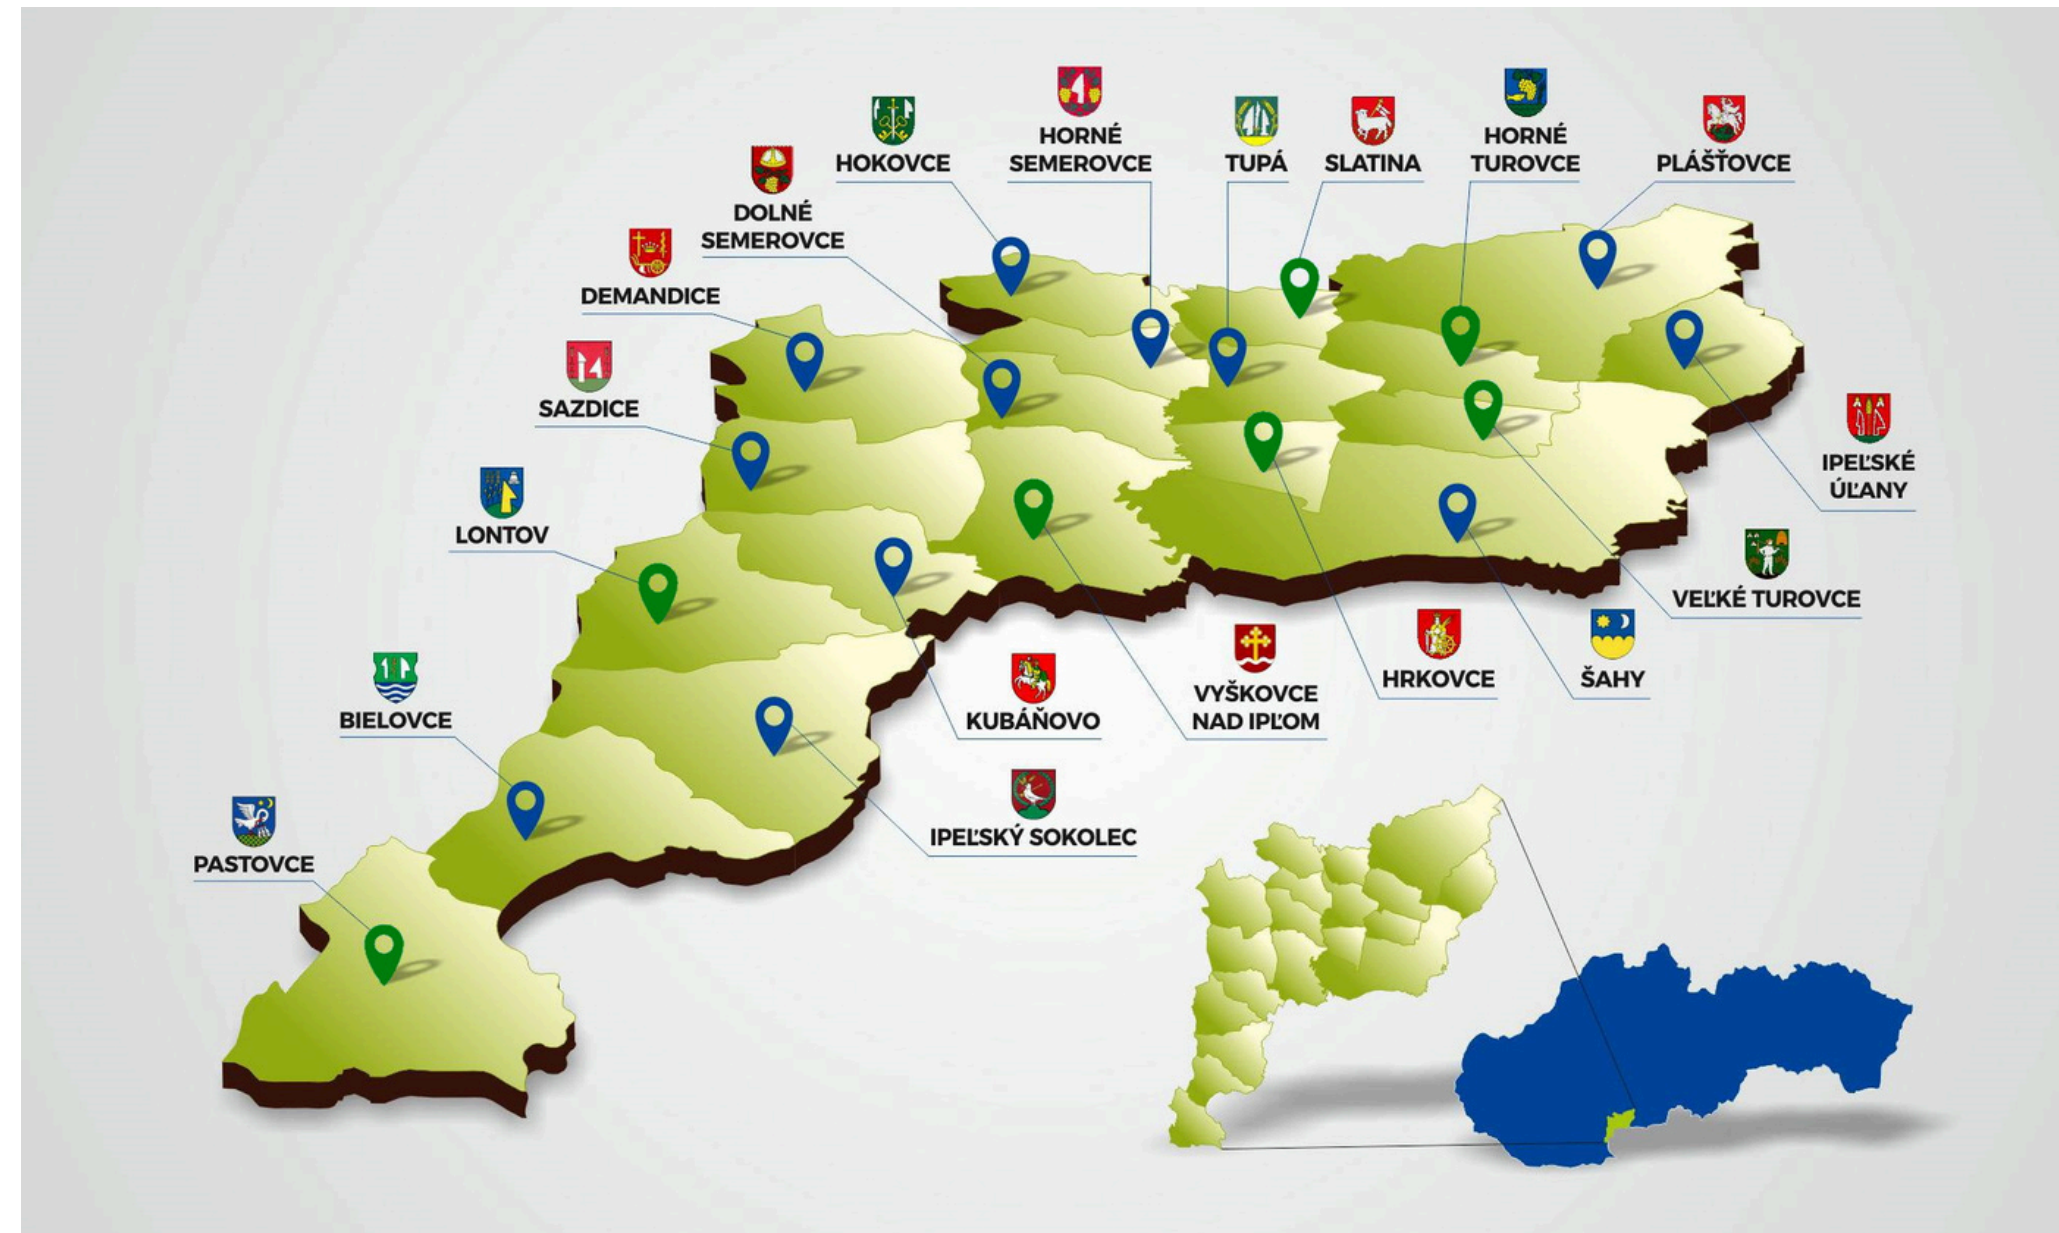 HORNÉ
SEMEROVCE
HORNÉ
TUROVCE
HOKOVCE
TUPÁ
SLATINA
PLÁŠŤOVCE
DOLNÉ
SEMEROVCE
DEMANDICE
SAZDICE
IPEĽSKÉ
ÚĽANY
LONTOV
VEĽKÉ TUROVCE
HRKOVCE
ŠAHY
VYŠKOVCE
NAD IPĽOM
KUBÁŇOVO
BIELOVCE
IPEĽSKÝ SOKOLEC
PASTOVCE